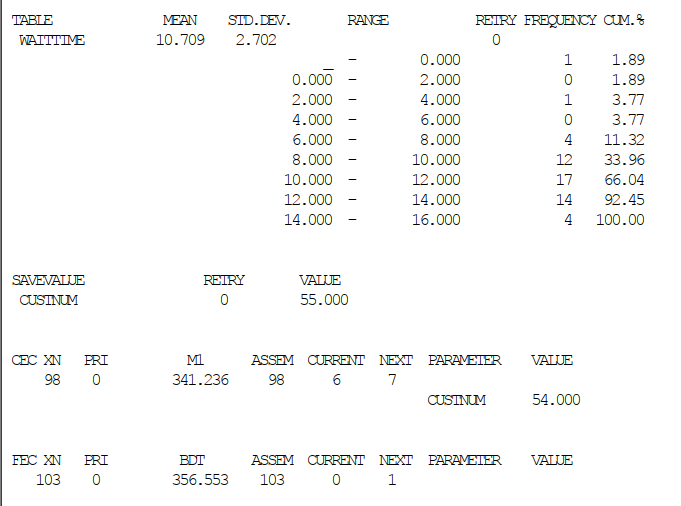 TABLE MEAN STD.DEV. RANGE RETRY FREQUENCY CUM.%
WAITTIME 10.709 2.702 0
_ - 0.000 1 1.89
0.000 - 2.000 0 1.89
2.000 - 4.000 1 3.77
4.000 - 6.000 0 3.77
6.000 - 8.000 4 11.32
8.000 - 10.000 12 33.96
10.000 - 12.000 17 66.04
12.000 - 14.000 14 92.45
14.000 - 16.000 4 100.00
SAVEVALUE RETRY VALUE
CUSTNUM 0 55.000
CEC XN PRI M1 ASSEM CURRENT NEXT PARAMETER VALUE
98 0 341.236 98 6 7
CUSTNUM 54.000
FEC XN PRI BDT ASSEM CURRENT NEXT PARAMETER VALUE
103 0 356.553 103 0 1